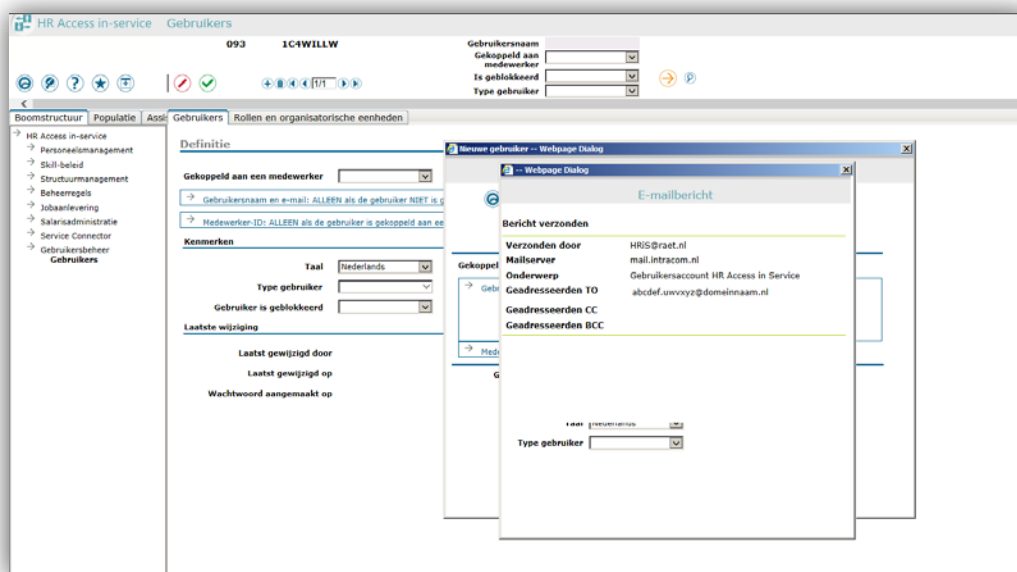 HR Access in-service Gebruikers
093 1C4WILLW
Gebruikersnaam
Gekoppeld aan medewerker
Is geblokkeerd
Type gebruiker
1/1
Boomstructuur Populatie Assi
Gebruikers Rollen en organisatorische eenheden
HR Access in-service
Personeelsmanagement
Skill-beleid
Structuurmanagement
Beheerregels
Jobaanlevering
Salarisadministratie
Service Connector
Gebruikersbeheer
Gebruikers
Definitie
Gekoppeld aan een medewerker
Gebruikersnaam en e-mail: ALLEEN als de gebruiker NIET is g
Medewerker-ID: ALLEEN als de gebruiker is gekoppeld aan ee
Kenmerken
Taal Nederlands
Type gebruiker
Gebruiker is geblokkeerd
Laatste wijziging
Laatst gewijzigd door
Laatst gewijzigd op
Wachtwoord aangemaakt op
Nieuwe gebruiker -- Webpage Dialog
Gekoppel
Gebr
Mede
G
-- Webpage Dialog
E-mailbericht
Bericht verzonden
Verzonden door HRiS@raet.nl
Mailserver mail.intracom.nl
Onderwerp Gebruikersaccount HR Access in Service
Geadresseerden TO abcdef.uwvxyz@domeinnaam.nl
Geadresseerden CC
Geadresseerden BCC
Taal Nederlands
Type gebruiker